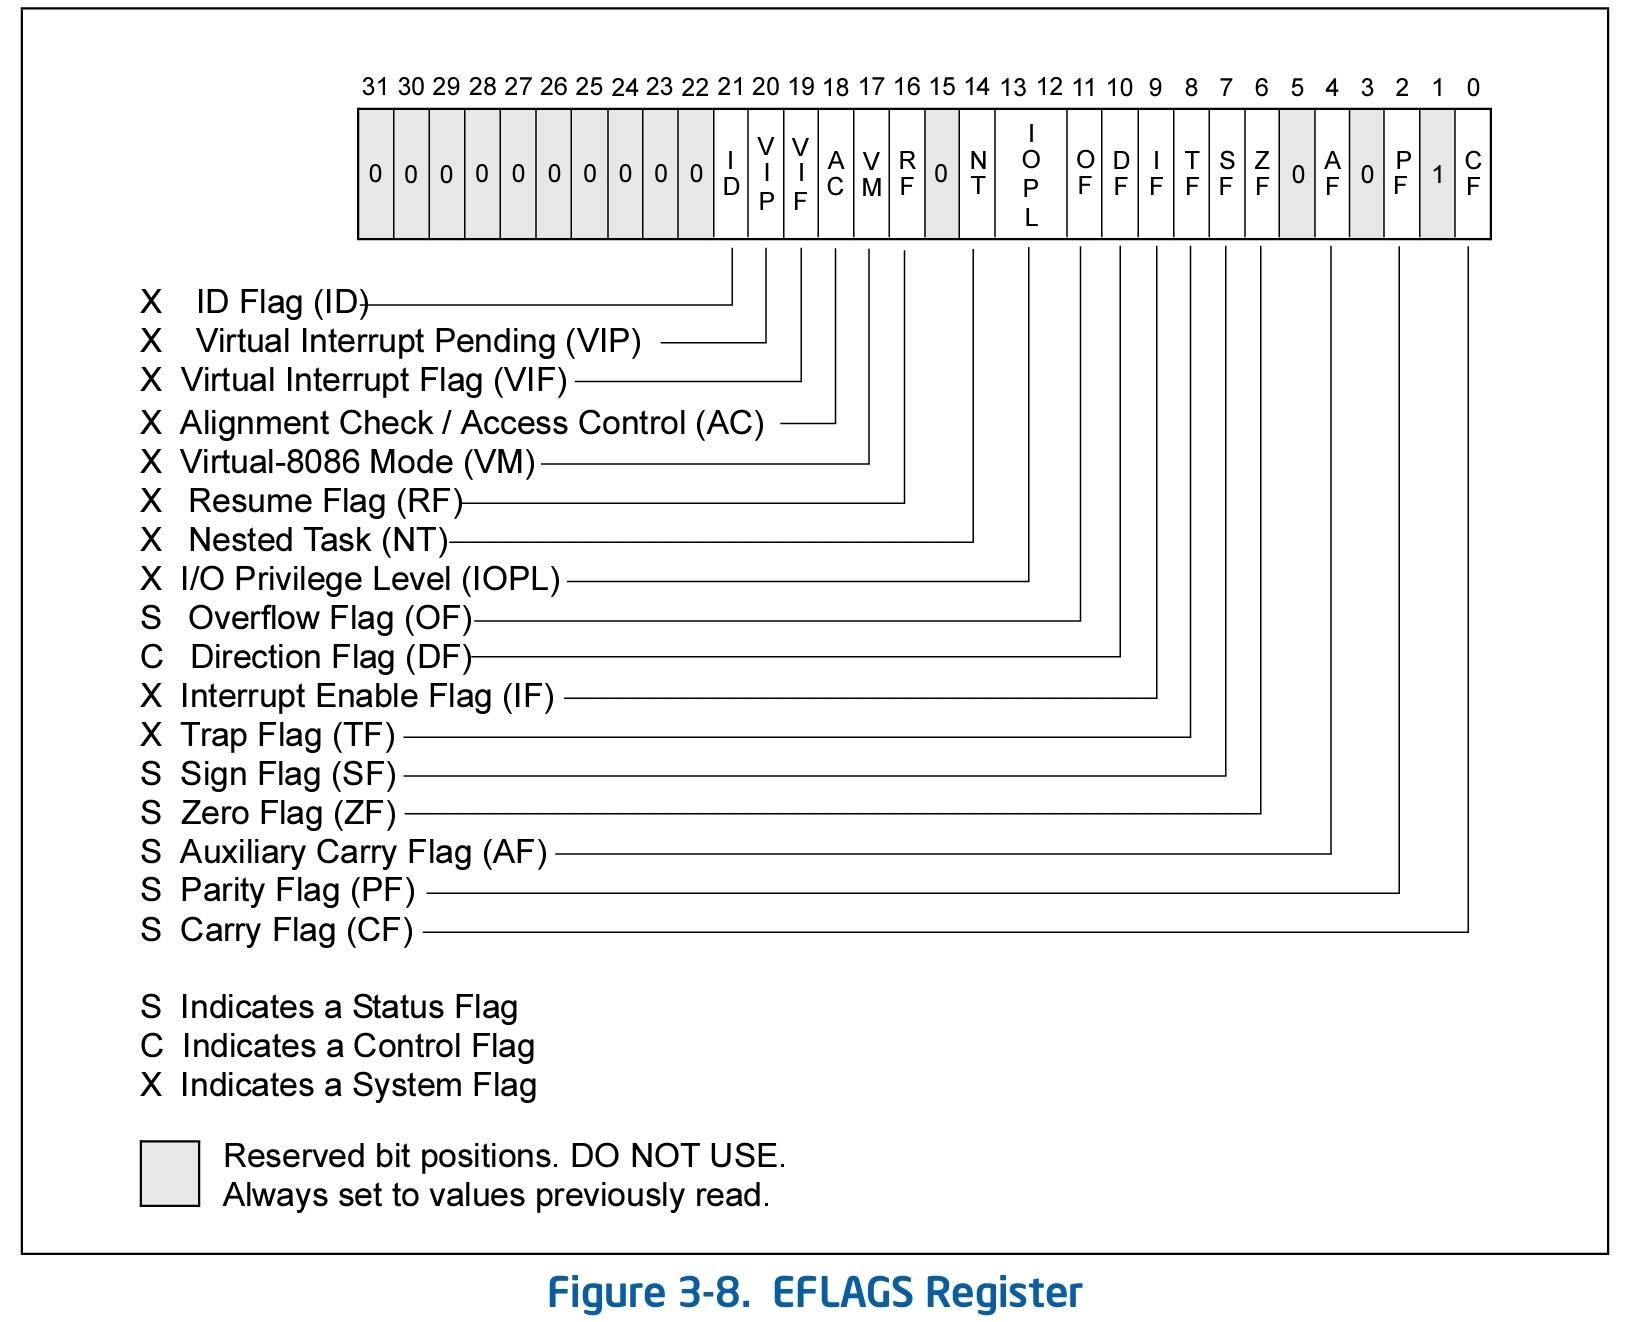 31 30 29 28 27 26 25 24 23 22 21 20 19 18 17 16 15 14 13 12 11 10 9 8 7 6 5 4 3 2 1 0
0 0 0 0 0 0 0 0 0 0 ID VIP VIF AC VM RF 0 NT IOPL OF DF IF TF SF ZF 0 AF 0 PF 1 CF
X ID Flag (ID)
X Virtual Interrupt Pending (VIP)
X Virtual Interrupt Flag (VIF)
X Alignment Check / Access Control (AC)
X Virtual-8086 Mode (VM)
X Resume Flag (RF)
X Nested Task (NT)
X I/O Privilege Level (IOPL)
S Overflow Flag (OF)
C Direction Flag (DF)
X Interrupt Enable Flag (IF)
X Trap Flag (TF)
S Sign Flag (SF)
S Zero Flag (ZF)
S Auxiliary Carry Flag (AF)
S Parity Flag (PF)
S Carry Flag (CF)
S Indicates a Status Flag
C Indicates a Control Flag
X Indicates a System Flag
Reserved bit positions. DO NOT USE.
Always set to values previously read.
Figure 3-8. EFLAGS Register